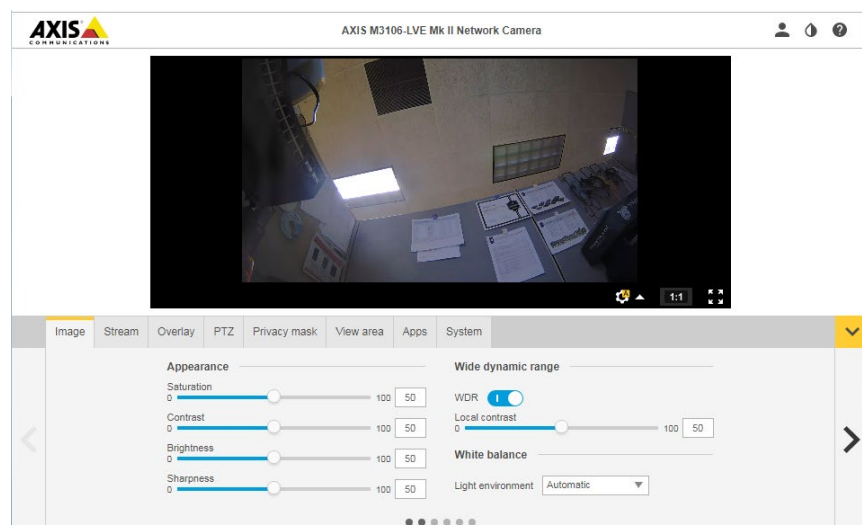 AXIS
COMMUNICATIONS
AXIS M3106-LVE Mk II Network Camera
1:1
Image Stream Overlay PTZ Privacy mask View area Apps System
Appearance
Saturation
0 100 50
Contrast
0 100 50
Brightness
0 100 50
Sharpness
0 100 50
Wide dynamic range
WDR
Local contrast
0 100 50
White balance
Light environment Automatic